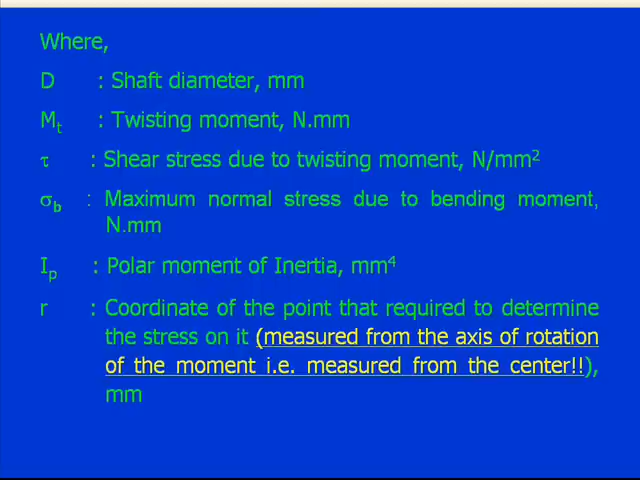 Where,
D : Shaft diameter, mm
Mt : Twisting moment, N.mm
τ : Shear stress due to twisting moment, N/mm²
σb : Maximum normal stress due to bending moment,
N.mm
Ip : Polar moment of Inertia, mm⁴
r : Coordinate of the point that required to determine
the stress on it (measured from the axis of rotation
of the moment i.e. measured from the center!!),
mm